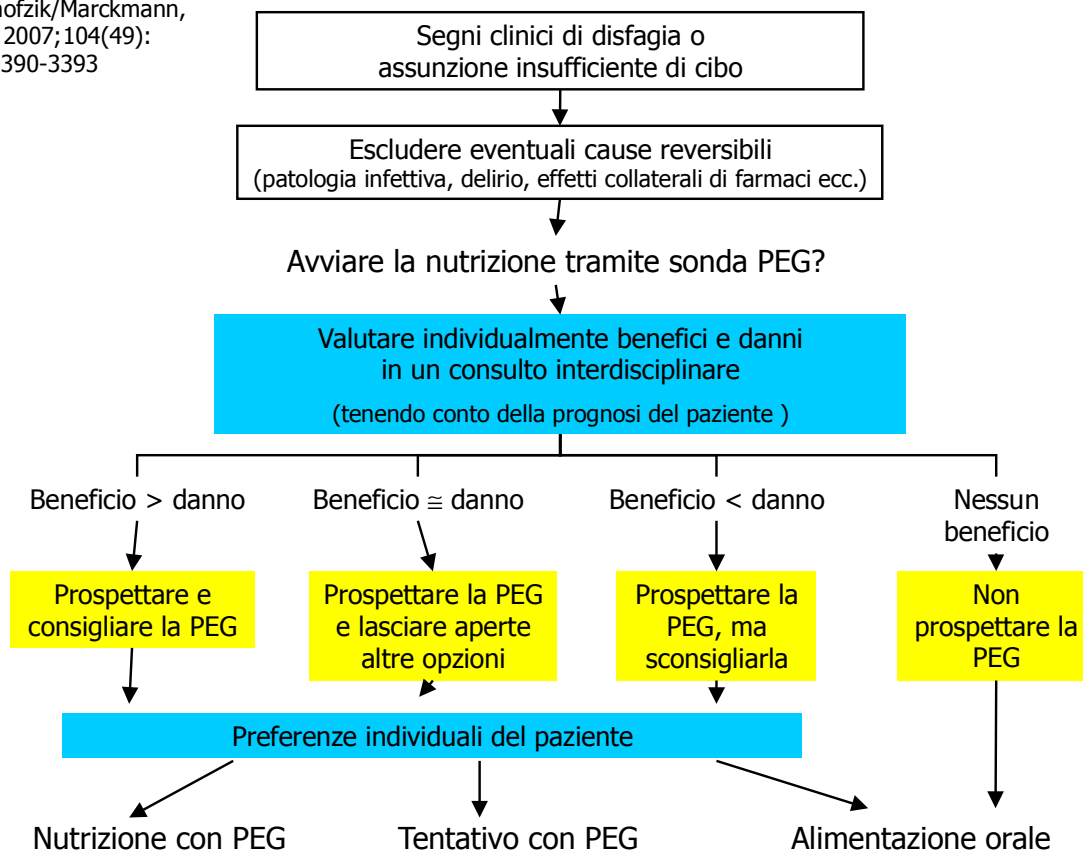 nofzik/Marckmann,
2007;104(49):
390-3393
Segni clinici di disfagia o
assunzione insufficiente di cibo
Escludere eventuali cause reversibili
(patologia infettiva, delirio, effetti collaterali di farmaci ecc.)
Avviare la nutrizione tramite sonda PEG?
Valutare individualmente benefici e danni
in un consulto interdisciplinare
(tenendo conto della prognosi del paziente )
Beneficio > danno
Beneficio ≅ danno
Beneficio < danno
Nessun
beneficio
Prospettare e
consigliare la PEG
Prospettare la PEG
e lasciare aperte
altre opzioni
Prospettare la
PEG, ma
sconsigliarla
Non
prospettare la
PEG
Preferenze individuali del paziente
Nutrizione con PEG
Tentativo con PEG
Alimentazione orale